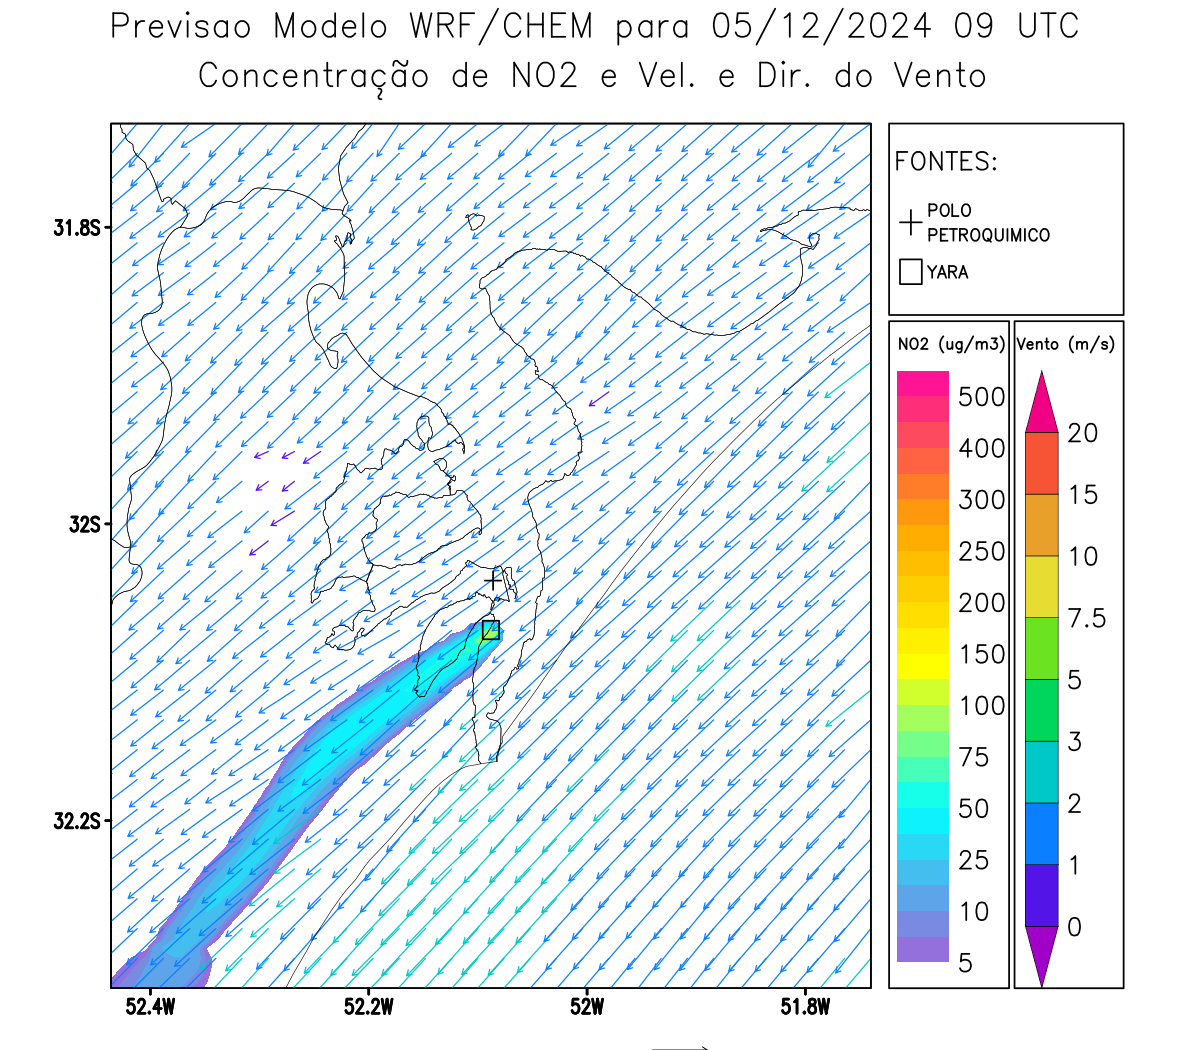 Previsao Modelo WRF/CHEM para 05/12/2024 09 UTC
Concentração de NO2 e Vel. e Dir. do Vento
FONTES:
POLO
PETROQUIMICO
YARA
NO2 (ug/m3)
500
400
300
250
200
150
100
75
50
25
10
5
Vento (m/s)
20
15
10
7.5
5
3
2
1
0
31.8S
32S
32.2S
52.4W
52.2W
52W
51.8W